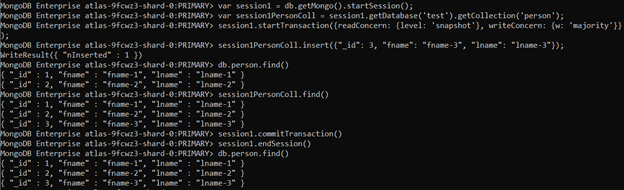 MongoDB Enterprise atlas-9fcwz3-shard-0:PRIMARY> var session1 = db.getMongo().startSession();
MongoDB Enterprise atlas-9fcwz3-shard-0:PRIMARY> var session1PersonColl = session1.getDatabase('test').getCollection('person');
MongoDB Enterprise atlas-9fcwz3-shard-0:PRIMARY> session1.startTransaction({readConcern: {level: 'snapshot'}, writeConcern: {w: 'majority'}}
);
MongoDB Enterprise atlas-9fcwz3-shard-0:PRIMARY> session1PersonColl.insert({"_id": 3, "fname": "fname-3", "lname": "lname-3"});
WriteResult({ "nInserted" : 1 })
MongoDB Enterprise atlas-9fcwz3-shard-0:PRIMARY> db.person.find()
{ "_id" : 1, "fname" : "fname-1", "lname" : "lname-1" }
{ "_id" : 2, "fname" : "fname-2", "lname" : "lname-2" }
MongoDB Enterprise atlas-9fcwz3-shard-0:PRIMARY> session1PersonColl.find()
{ "_id" : 1, "fname" : "fname-1", "lname" : "lname-1" }
{ "_id" : 2, "fname" : "fname-2", "lname" : "lname-2" }
{ "_id" : 3, "fname" : "fname-3", "lname" : "lname-3" }
MongoDB Enterprise atlas-9fcwz3-shard-0:PRIMARY> session1.commitTransaction()
MongoDB Enterprise atlas-9fcwz3-shard-0:PRIMARY> session1.endSession()
MongoDB Enterprise atlas-9fcwz3-shard-0:PRIMARY> db.person.find()
{ "_id" : 1, "fname" : "fname-1", "lname" : "lname-1" }
{ "_id" : 2, "fname" : "fname-2", "lname" : "lname-2" }
{ "_id" : 3, "fname" : "fname-3", "lname" : "lname-3" }